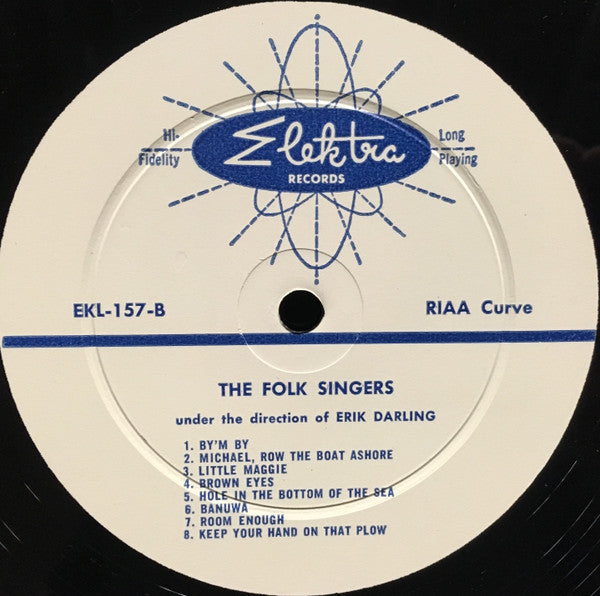 Hi-
Fidelity
Elektra
RECORDS
Long
Playing
EKL-157-B
RIAA Curve
THE FOLK SINGERS
under the direction of ERIK DARLING
1. BY'M BY
2. MICHAEL, ROW THE BOAT ASHORE
3. LITTLE MAGGIE
4. BROWN EYES
5. HOLE IN THE BOTTOM OF THE SEA
6. BANUWA
7. ROOM ENOUGH
8. KEEP YOUR HAND ON THAT PLOW